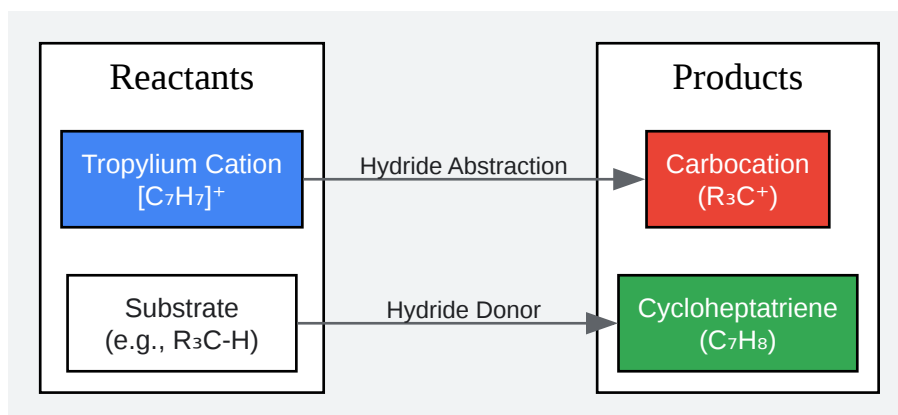 Reactants
Products
Tropylium Cation
[C₇H₇]⁺
Hydride Abstraction
Carbocation
(R₃C⁺)
Substrate
(e.g., R₃C-H)
Hydride Donor
Cycloheptatriene
(C₇H₈)